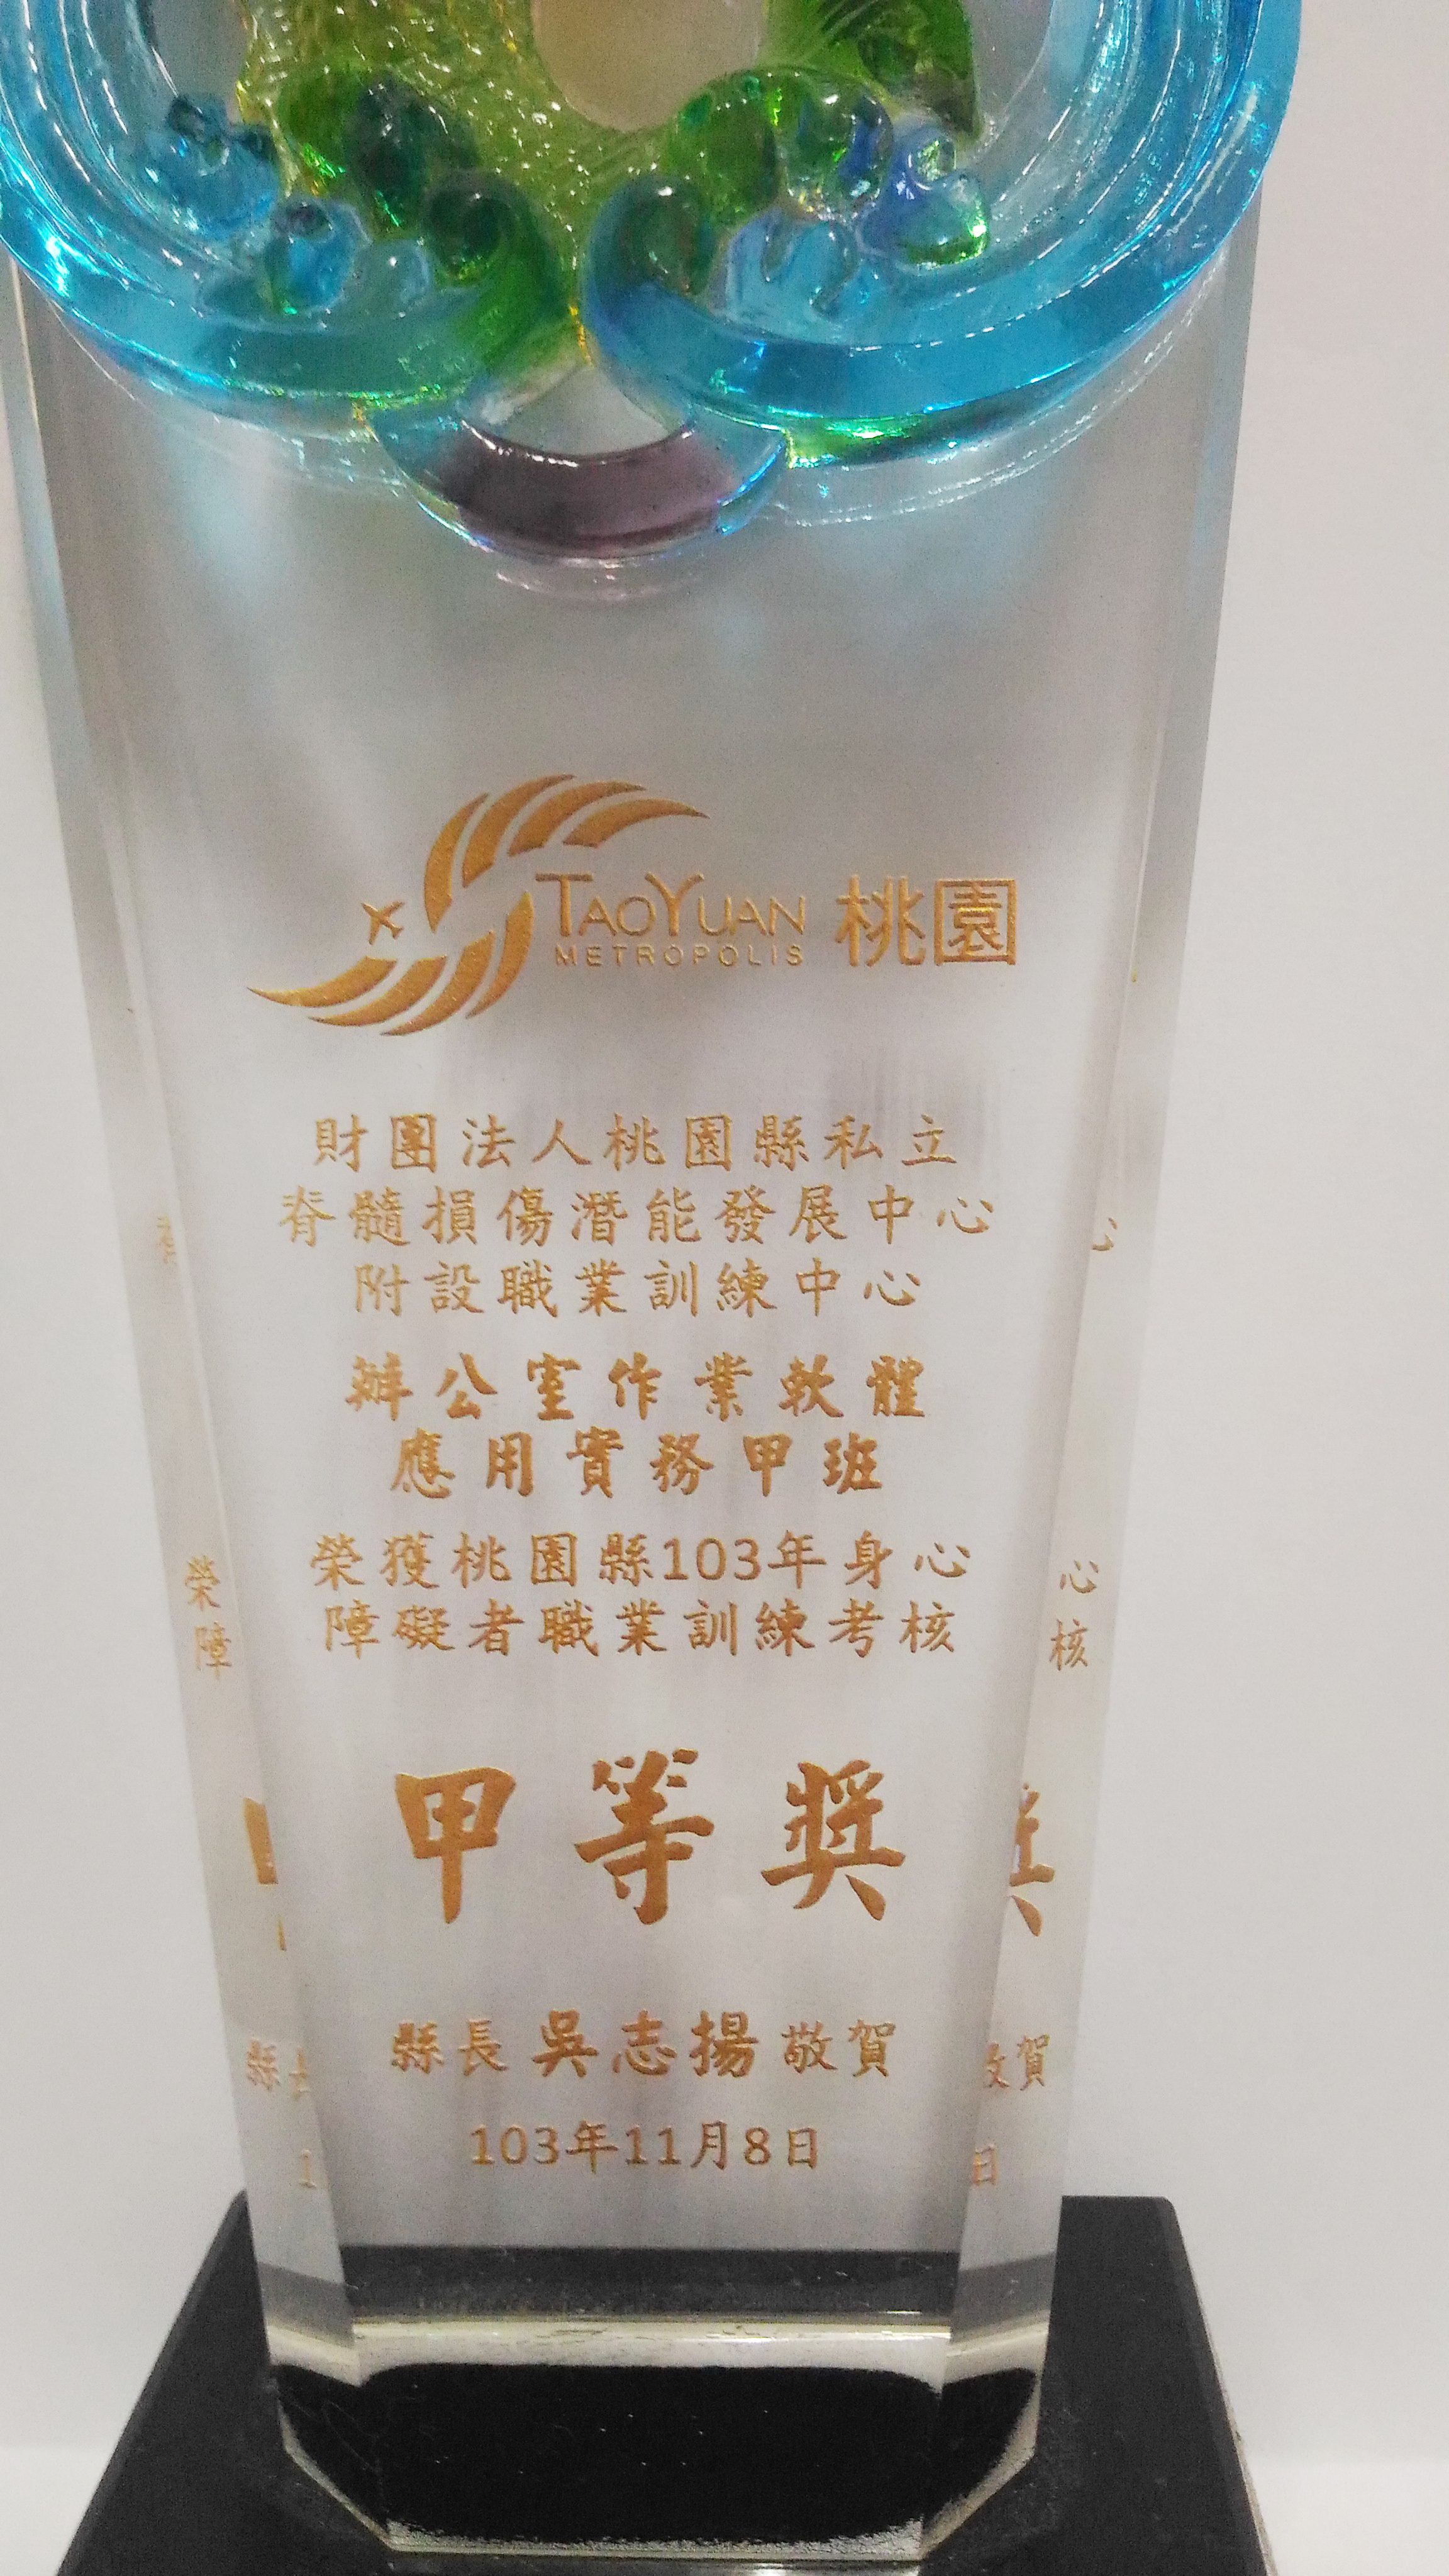 TAOYUAN 桃園
METROPOLIS
財團法人桃園縣私立
脊髓損傷潛能發展中心
附設職業訓練中心
辦公室作業軟體
應用實務甲班
榮獲桃園縣103年身心
障礙者職業訓練考核
甲等獎
縣長 吳志揚 敬賀
103年11月8日